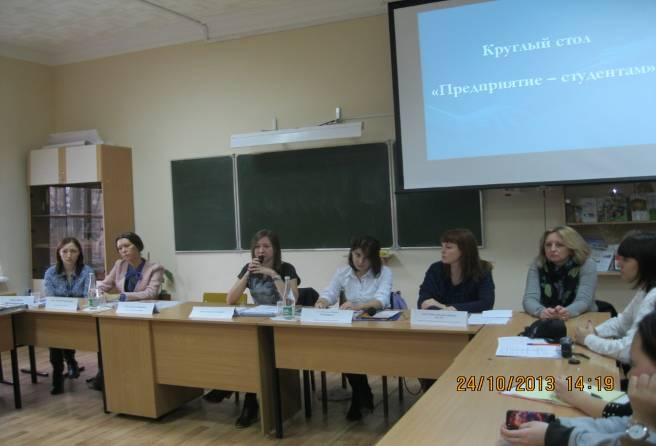 Круглый стол
«Предприятие – студентам»
24/10/2013 14:19